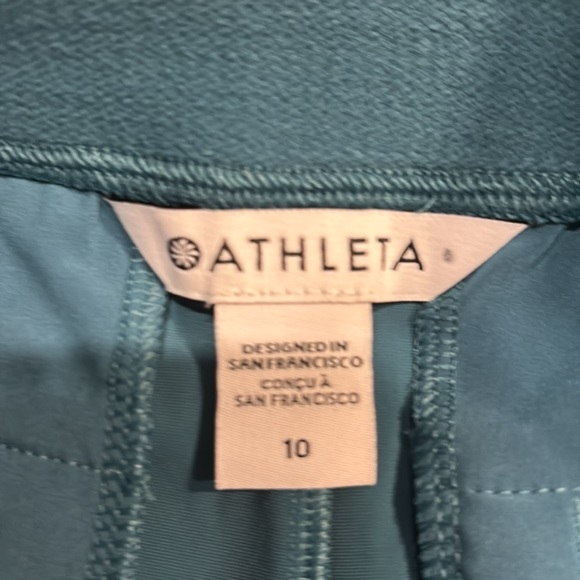 ATHLETA
DESIGNED IN
SAN FRANCISCO
CONÇU À
SAN FRANCISCO
10